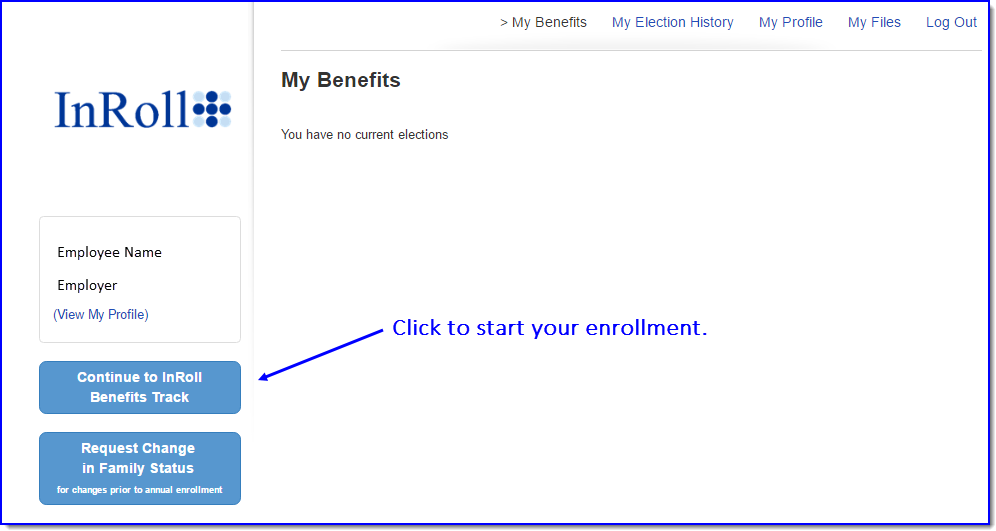 > My Benefits My Election History My Profile My Files Log Out
My Benefits
InRoll
You have no current elections
Employee Name
Employer
(View My Profile)
Click to start your enrollment.
Continue to InRoll
Benefits Track
Request Change
in Family Status
for changes prior to annual enrollment